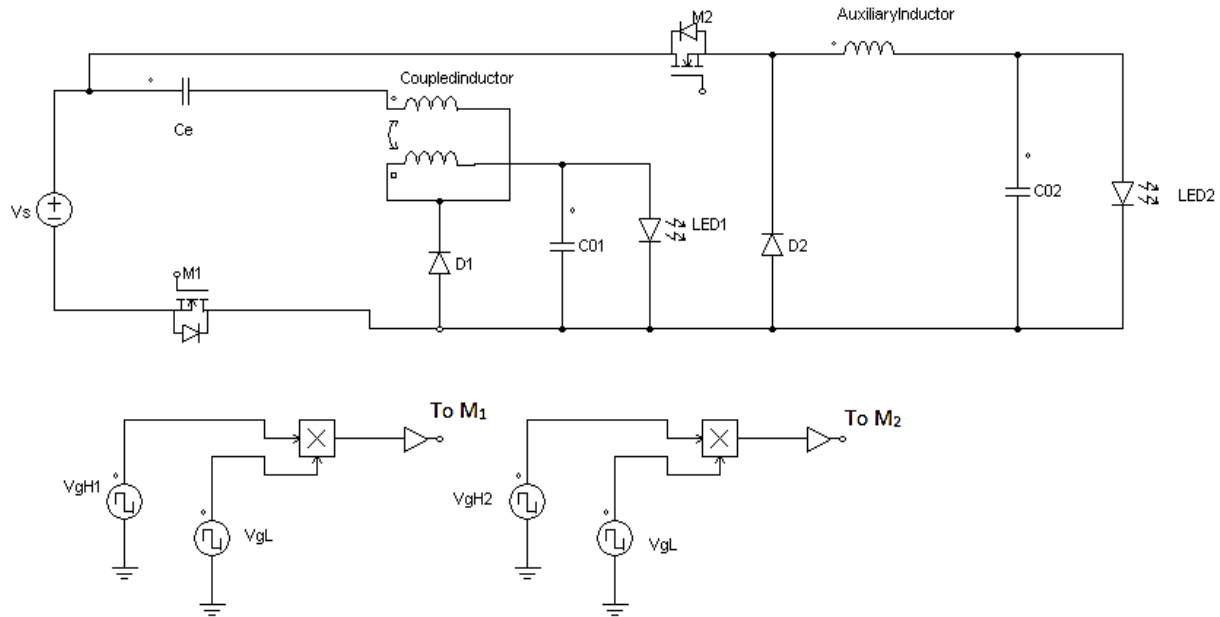 M2
AuxiliaryInductor
Coupledinductor
Ce
Vs
LED1
C02
LED2
C01
D2
D1
M1
To M₁
To M₂
VgH1
VgH2
VgL
VgL